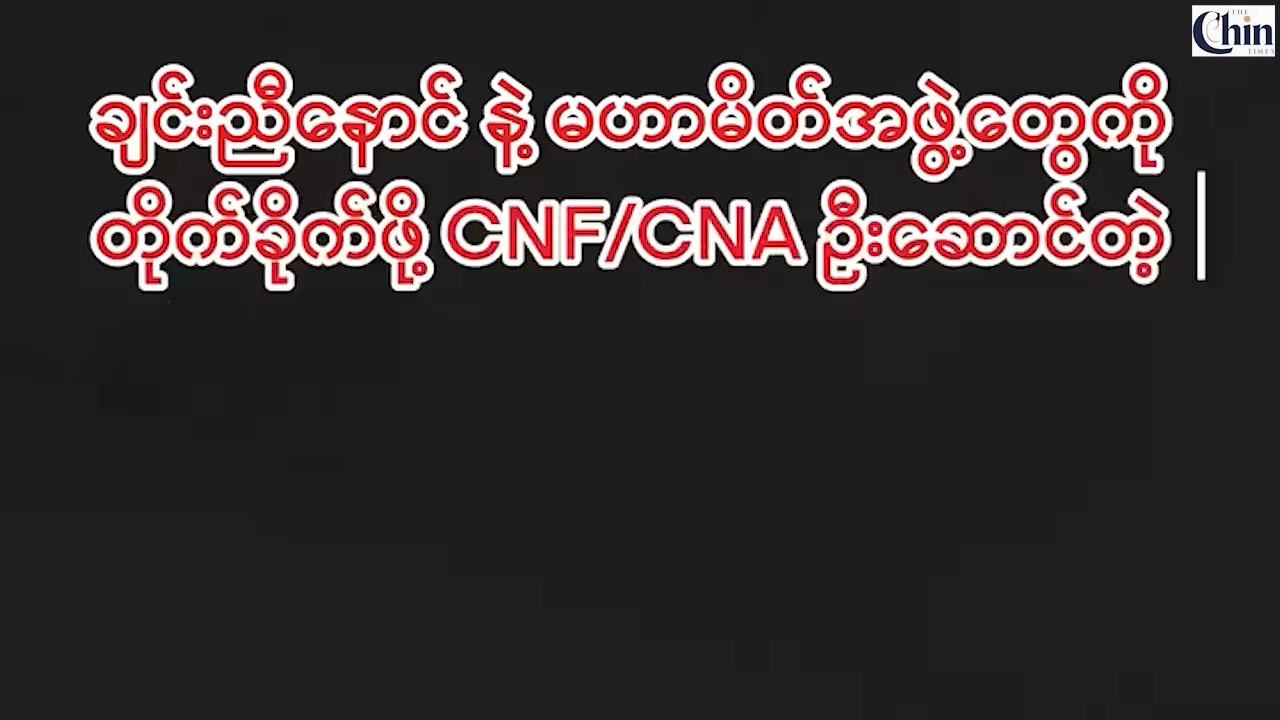 THE
Chin
TIMES
ချင်းညီနောင် နဲ့ မဟာမိတ်အဖွဲ့တွေကို
တိုက်ခိုက်ဖို့ CNF/CNA ဦးဆောင်တဲ့